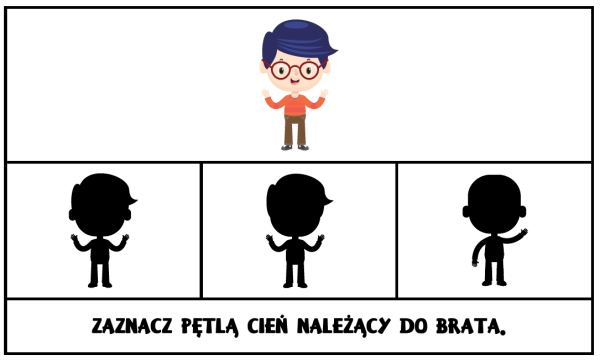 ZAZNACZ PĘTLĄ CIEŃ NALEŻĄCY DO BRATA.